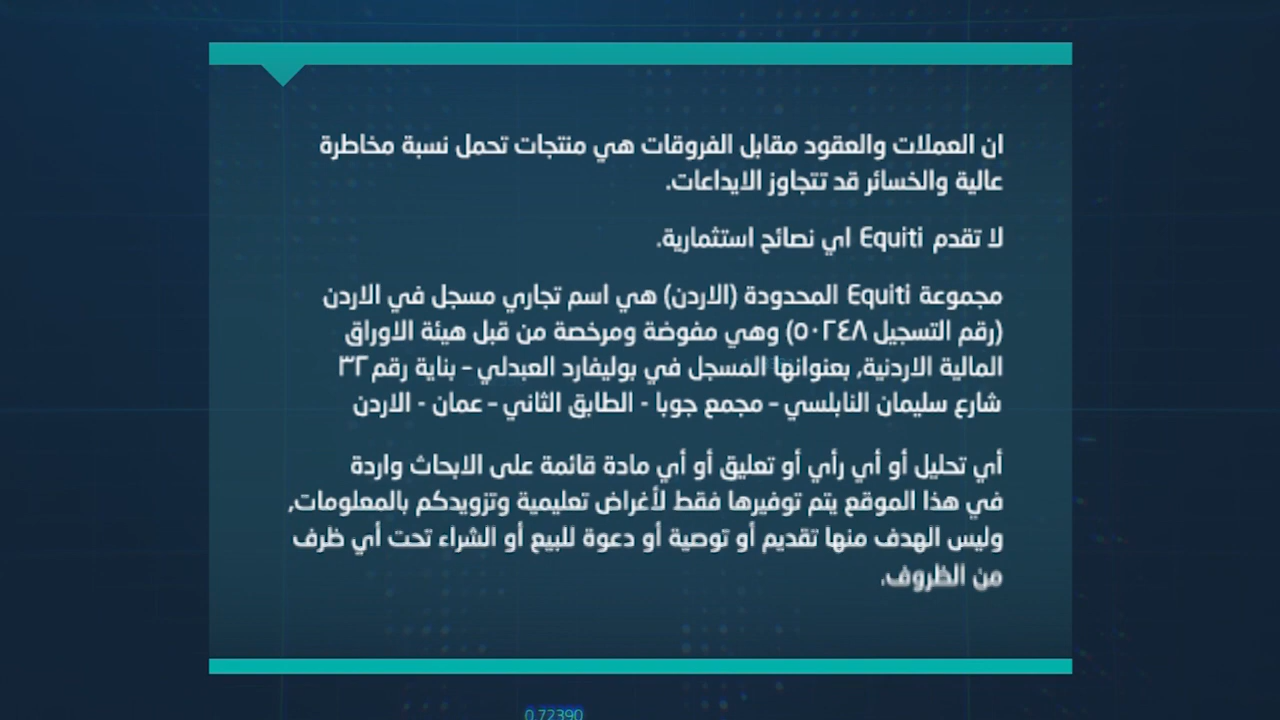 ان العملات والعقود مقابل الفروقات هي منتجات تحمل نسبة مخاطرة
عالية والخسائر قد تتجاوز الايداعات.
لا تقدم Equiti اي نصائح استثمارية.
مجموعة Equiti المحدودة (الاردن) هي اسم تجاري مسجل في الاردن
(رقم التسجيل ٥٠٢٤٨) وهي مفوضة ومرخصة من قبل هيئة الاوراق
المالية الاردنية, بعنوانها المسجل في بوليفارد العبدلي – بناية رقم ٣٢
شارع سليمان النابلسي – مجمع جوبا - الطابق الثاني – عمان - الاردن
أي تحليل أو أي رأي أو تعليق أو أي مادة قائمة على الابحاث واردة
في هذا الموقع يتم توفيرها فقط لأغراض تعليمية وتزويدكم بالمعلومات,
وليس الهدف منها تقديم أو توصية أو دعوة للبيع أو الشراء تحت أي ظرف
من الظروف.
0.72390